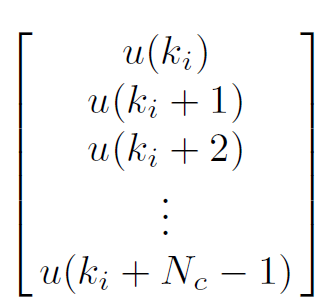 u(k_i)
u(k_i + 1)
u(k_i + 2)
⋮
u(k_i + N_c − 1)